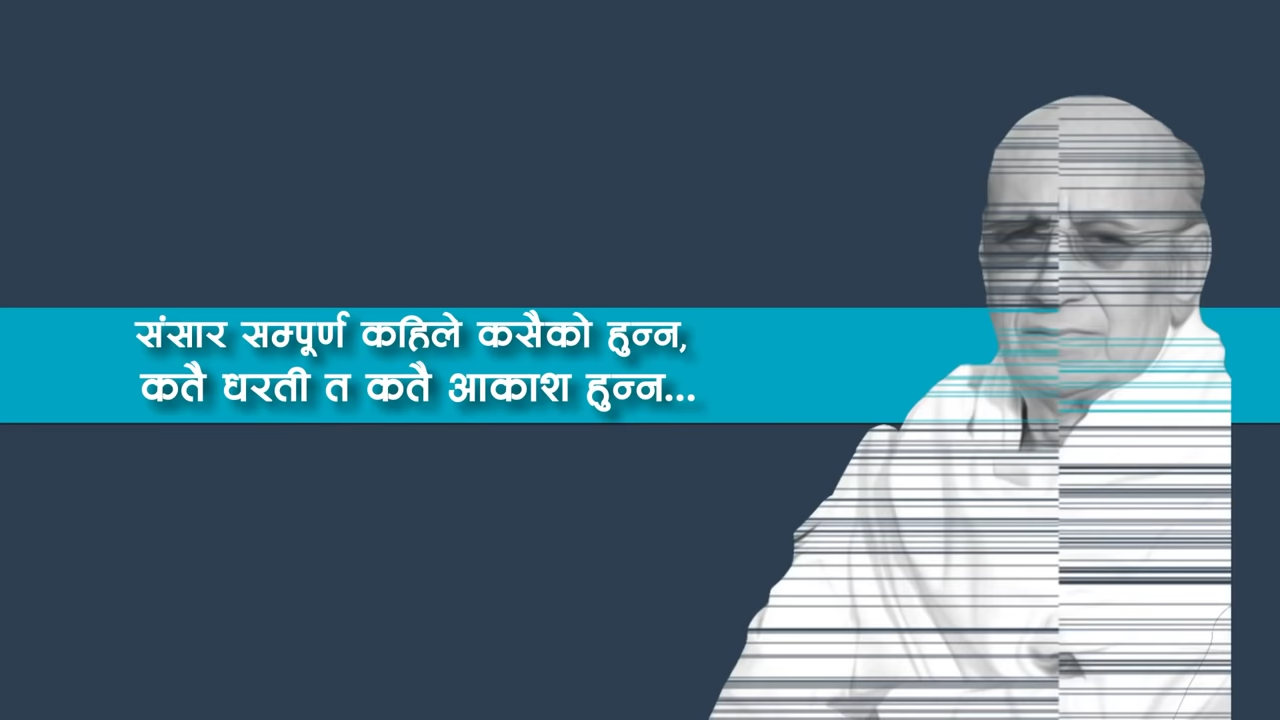 संसार सम्पूर्ण कहिले कसैको हुन्न,
कतै धरती त कतै आकाश हुन्न...